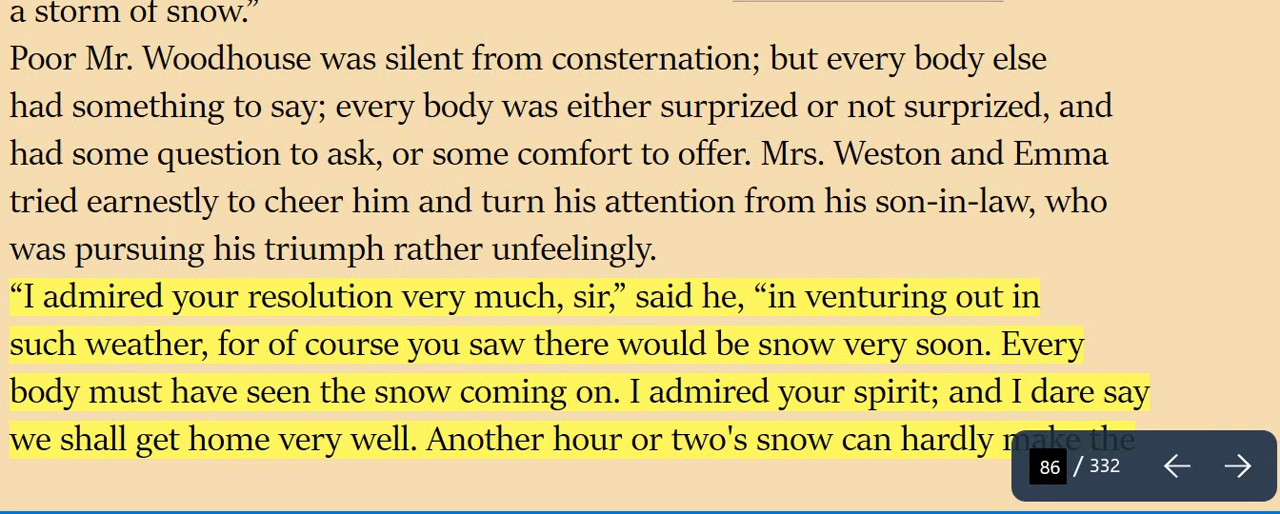 a storm of snow.”
Poor Mr. Woodhouse was silent from consternation; but every body else
had something to say; every body was either surprized or not surprized, and
had some question to ask, or some comfort to offer. Mrs. Weston and Emma
tried earnestly to cheer him and turn his attention from his son-in-law, who
was pursuing his triumph rather unfeelingly.
“I admired your resolution very much, sir,” said he, “in venturing out in
such weather, for of course you saw there would be snow very soon. Every
body must have seen the snow coming on. I admired your spirit; and I dare say
we shall get home very well. Another hour or two's snow can hardly make the
86 / 332